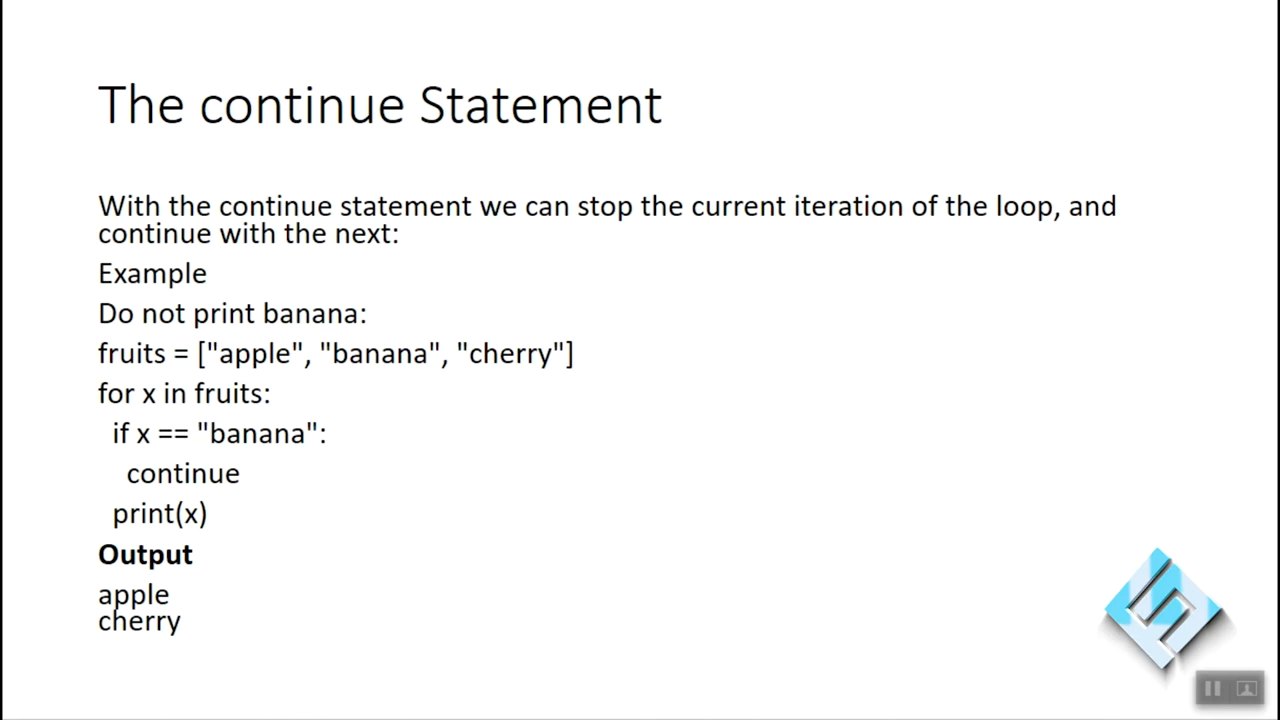 The continue Statement
With the continue statement we can stop the current iteration of the loop, and
continue with the next:
Example
Do not print banana:
fruits = ["apple", "banana", "cherry"]
for x in fruits:
  if x == "banana":
    continue
  print(x)
Output
apple
cherry